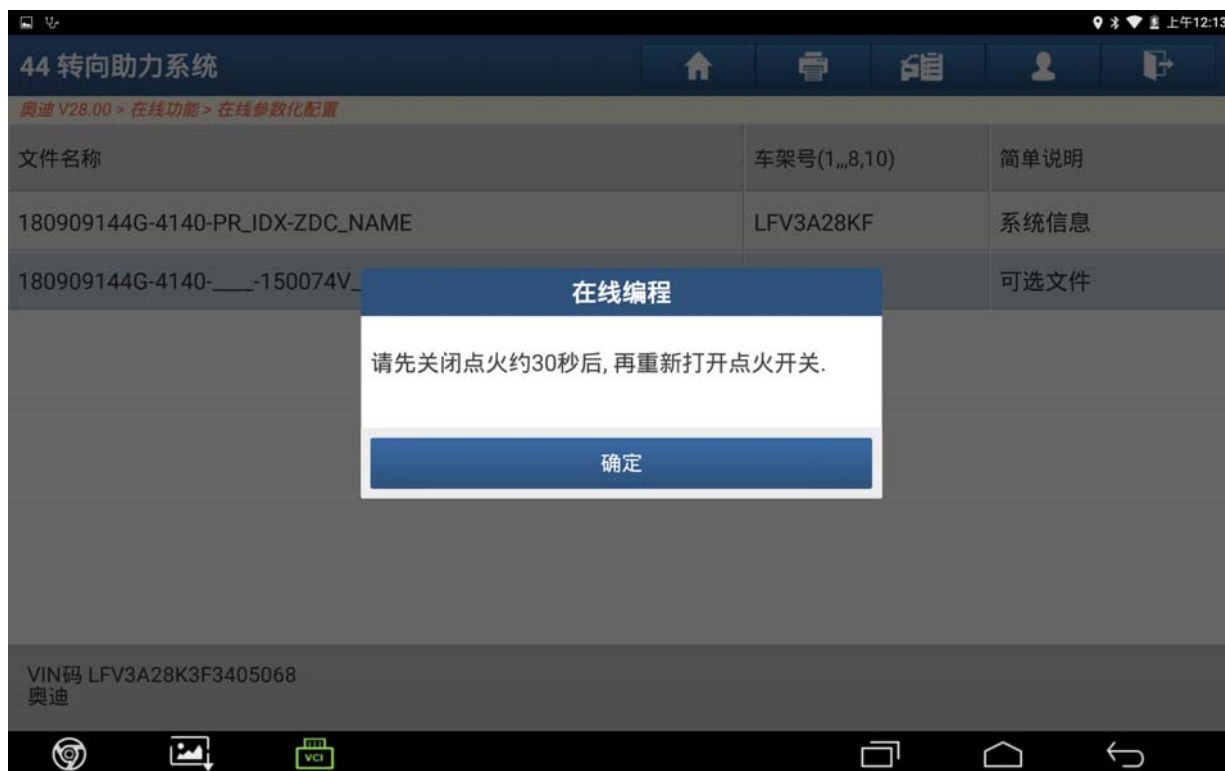 上午12:13
44 转向助力系统
奥迪 V28.00 > 在线功能 > 在线参数化配置
文件名称 车架号(1,,,8,10) 简单说明
180909144G-4140-PR_IDX-ZDC_NAME LFV3A28KF 系统信息
180909144G-4140-____-150074V_ 可选文件
在线编程
请先关闭点火约30秒后, 再重新打开点火开关.
确定
VIN码 LFV3A28K3F3405068
奥迪
VCI